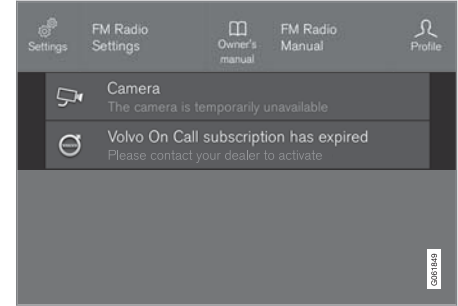 Settings
FM Radio
Settings
Owner's
manual
FM Radio
Manual
Profile
Camera
The camera is temporarily unavailable
Volvo On Call subscription has expired
Please contact your dealer to activate
G061849